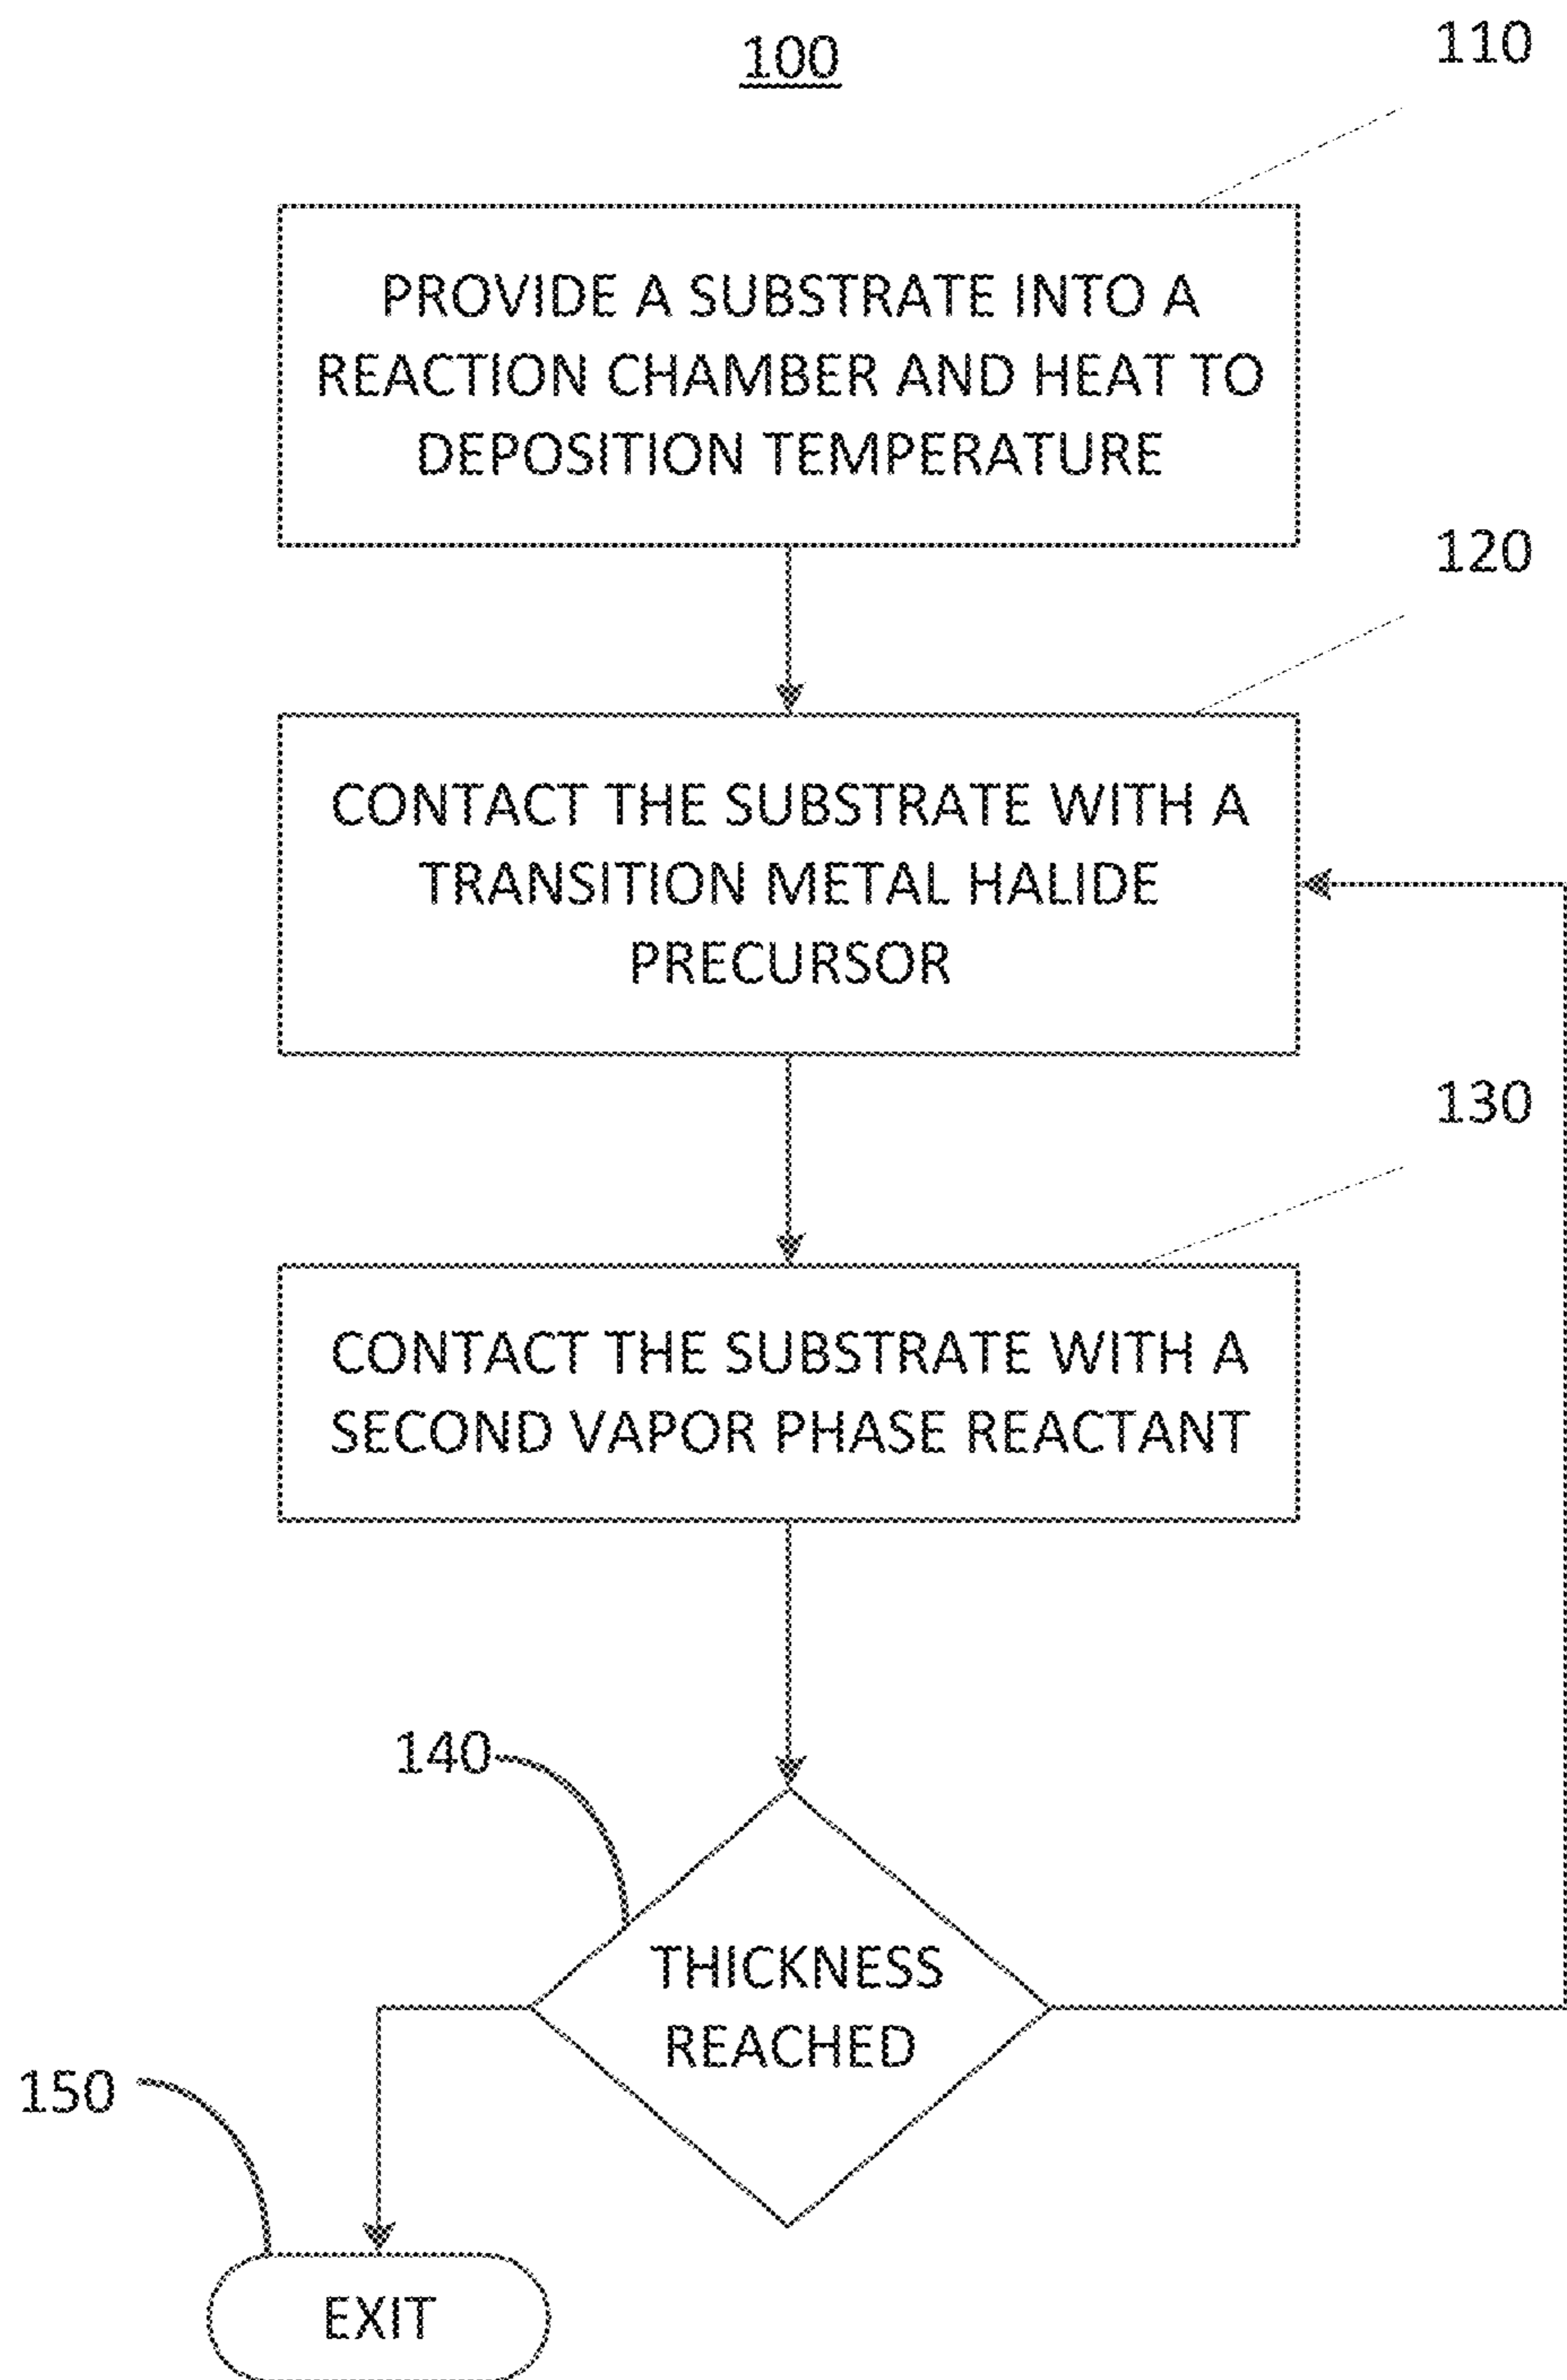 100
110
PROVIDE A SUBSTRATE INTO A
REACTION CHAMBER AND HEAT TO
DEPOSITION TEMPERATURE
120
CONTACT THE SUBSTRATE WITH A
TRANSITION METAL HALIDE
PRECURSOR
130
CONTACT THE SUBSTRATE WITH A
SECOND VAPOR PHASE REACTANT
140
THICKNESS
REACHED
150
EXIT